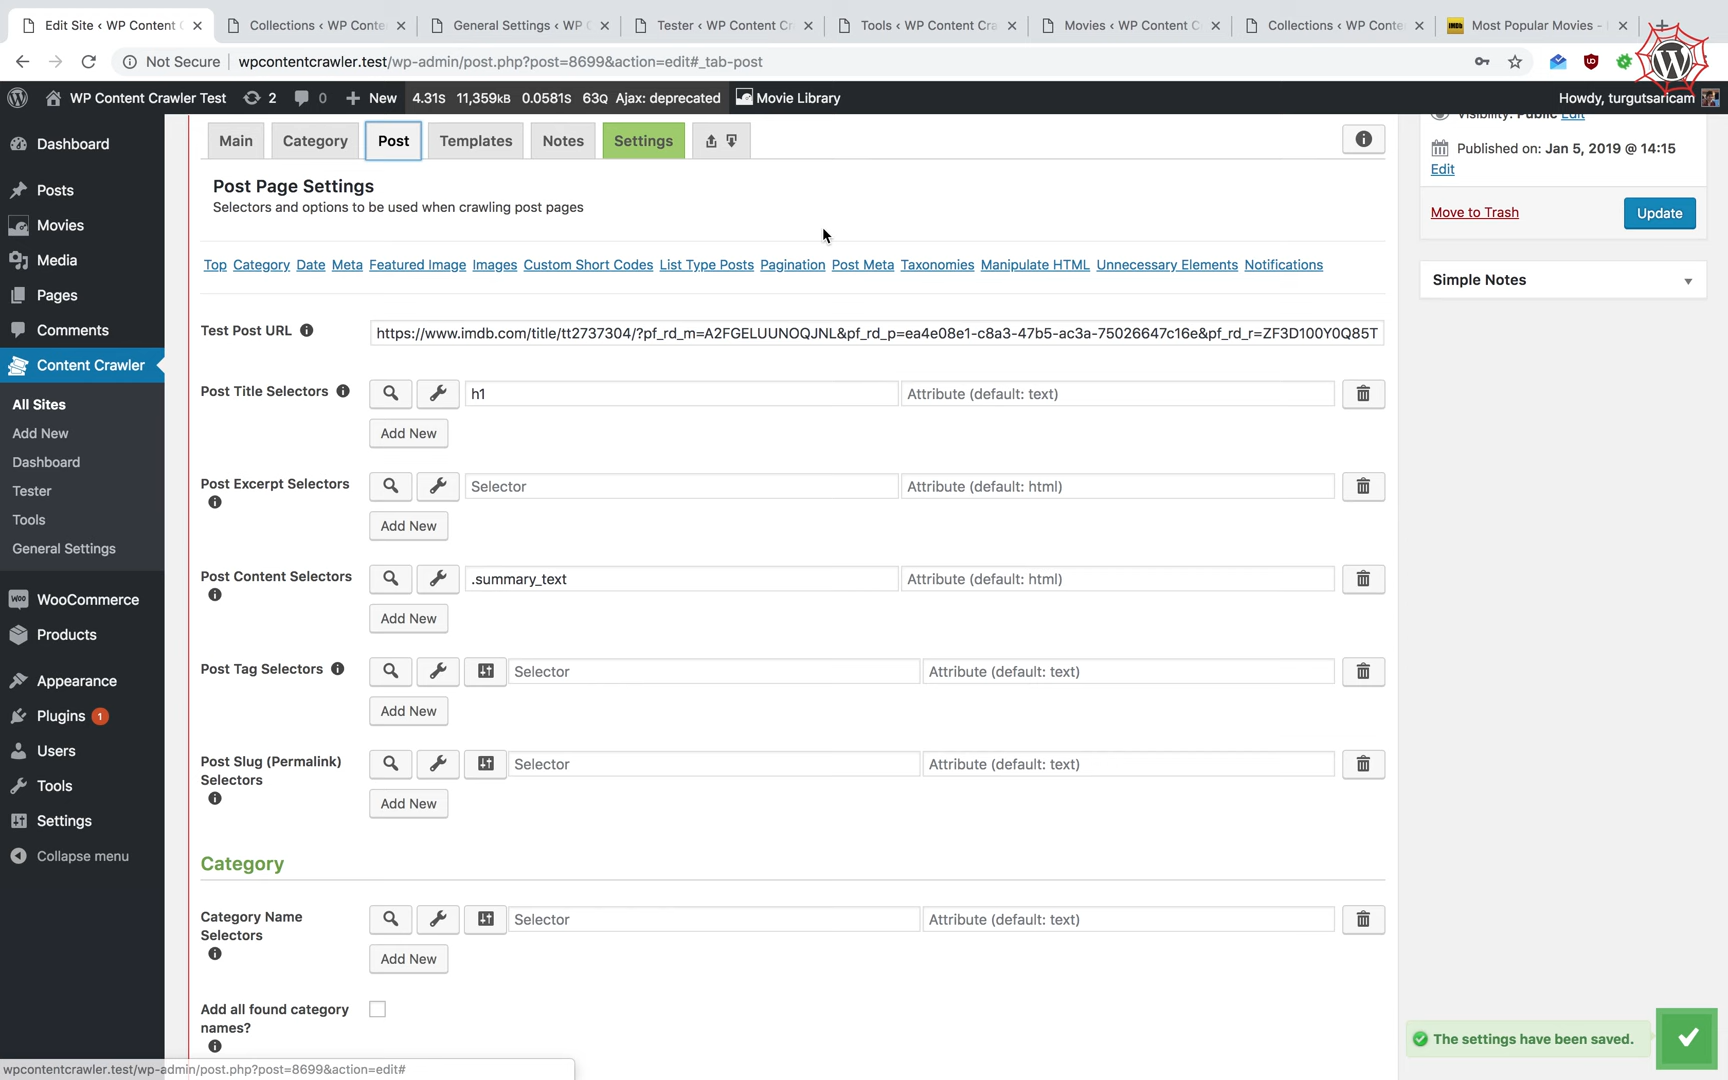 Edit Site ‹ WP Content
Collections ‹ WP Conte
General Settings ‹ WP C
Tester ‹ WP Content Cr
Tools ‹ WP Content Cra
Movies ‹ WP Content C
Collections ‹ WP Conte
IMDb Most Popular Movies -
Not Secure
wpcontentcrawler.test/wp-admin/post.php?post=8699&action=edit#_tab-post
WP Content Crawler Test
2
0
New
4.31s 11,359kB 0.0581s 63Q Ajax: deprecated
Movie Library
Howdy, turgutsaricam
Dashboard
Posts
Movies
Media
Pages
Comments
Content Crawler
All Sites
Add New
Dashboard
Tester
Tools
General Settings
WooCommerce
Products
Appearance
Plugins 1
Users
Tools
Settings
Collapse menu
Main
Category
Post
Templates
Notes
Settings
Post Page Settings
Selectors and options to be used when crawling post pages
Top Category Date Meta Featured Image Images Custom Short Codes List Type Posts Pagination Post Meta Taxonomies Manipulate HTML Unnecessary Elements Notifications
Test Post URL
https://www.imdb.com/title/tt2737304/?pf_rd_m=A2FGELUUNOQJNL&pf_rd_p=ea4e08e1-c8a3-47b5-ac3a-75026647c16e&pf_rd_r=ZF3D100Y0Q85T
Post Title Selectors
h1
Attribute (default: text)
Add New
Post Excerpt Selectors
Selector
Attribute (default: html)
Add New
Post Content Selectors
.summary_text
Attribute (default: html)
Add New
Post Tag Selectors
Selector
Attribute (default: text)
Add New
Post Slug (Permalink)
Selectors
Selector
Attribute (default: text)
Add New
Category
Category Name
Selectors
Selector
Attribute (default: text)
Add New
Add all found category
names?
Visibility: Public Edit
Published on: Jan 5, 2019 @ 14:15
Edit
Move to Trash
Update
Simple Notes
The settings have been saved.
wpcontentcrawler.test/wp-admin/post.php?post=8699&action=edit#